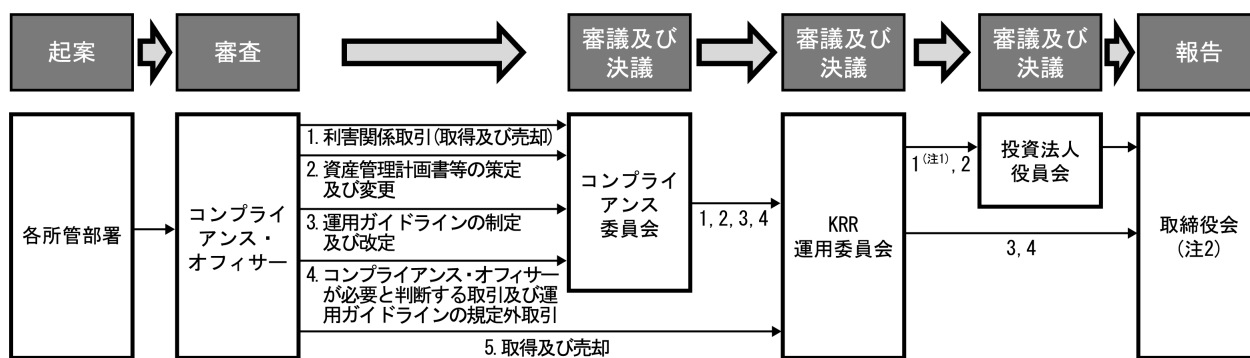 起案
審査
審議及び
決議
審議及び
決議
審議及び
決議
報告
各所管部署
コンプライ
アンス・
オフィサー
1. 利害関係取引(取得及び売却)
2. 資産管理計画書等の策定
及び変更
3. 運用ガイドラインの制定
及び改定
4. コンプライアンス・オフィサー
が必要と判断する取引及び運
用ガイドラインの規定外取引
5. 取得及び売却
コンプライ
アンス
委員会
1, 2, 3, 4
KRR
運用委員会
1(注1), 2
投資法人
役員会
3, 4
取締役会
(注2)